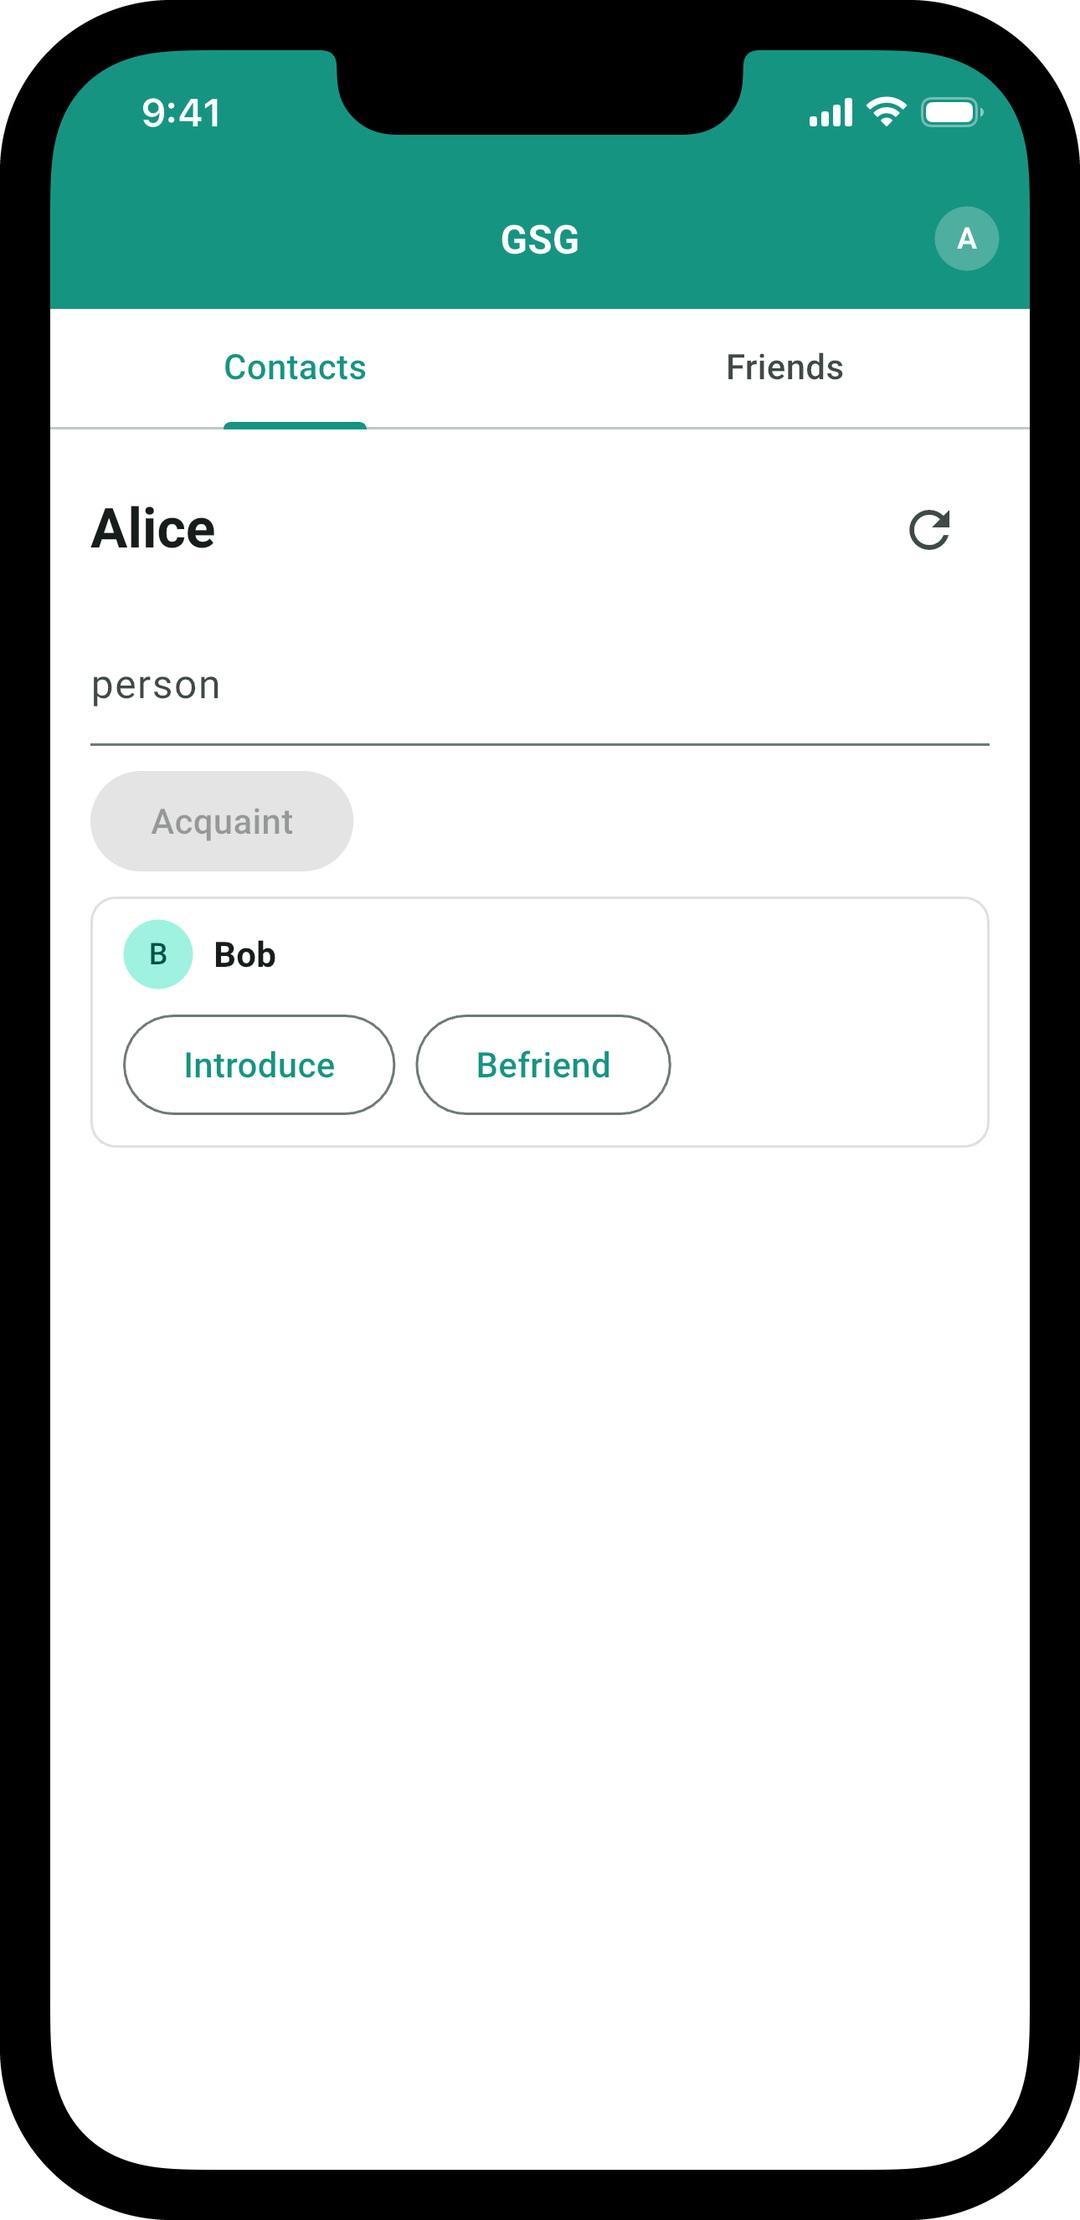 9:41
GSG
A
Contacts Friends
Alice
person
Acquaint
B Bob
Introduce Befriend